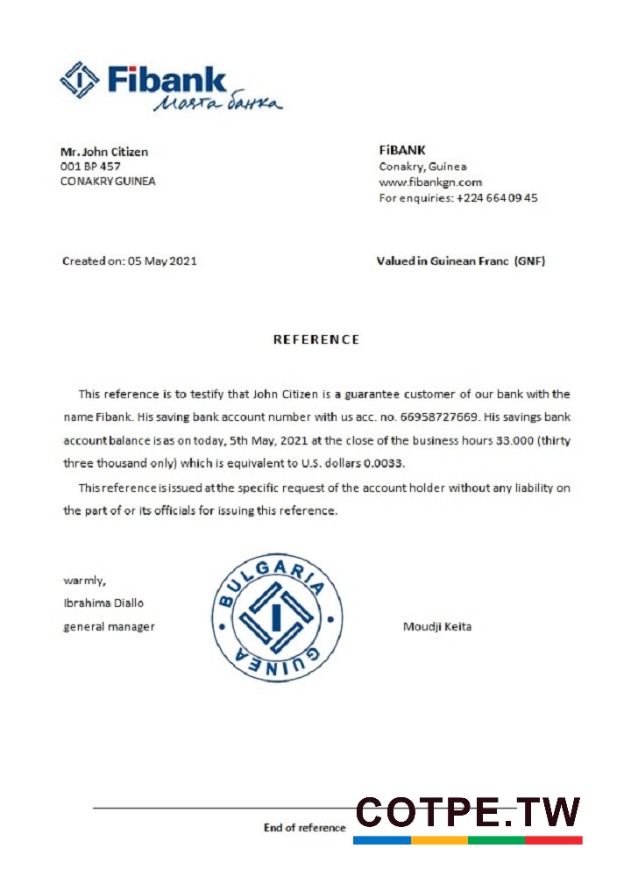 Fibank
Моята банка
Mr. John Citizen
001 BP 457
CONAKRY GUINEA
FiBANK
Conakry, Guinea
www.fibankgn.com
For enquiries: +224 664 09 45
Created on: 05 May 2021
Valued in Guinean Franc (GNF)
REFERENCE
This reference is to testify that John Citizen is a guarantee customer of our bank with the
name Fibank. His saving bank account number with us acc. no. 66958727669. His savings bank
account balance is as on today, 5th May, 2021 at the close of the business hours 33.000 (thirty
three thousand only) which is equivalent to U.S. dollars 0.0033.
This reference is issued at the specific request of the account holder without any liability on
the part of or its officials for issuing this reference.
warmly,
Ibrahima Diallo
general manager
BULGARIA
GUINEA
Moudji Keita
End of reference
COTPE.TW